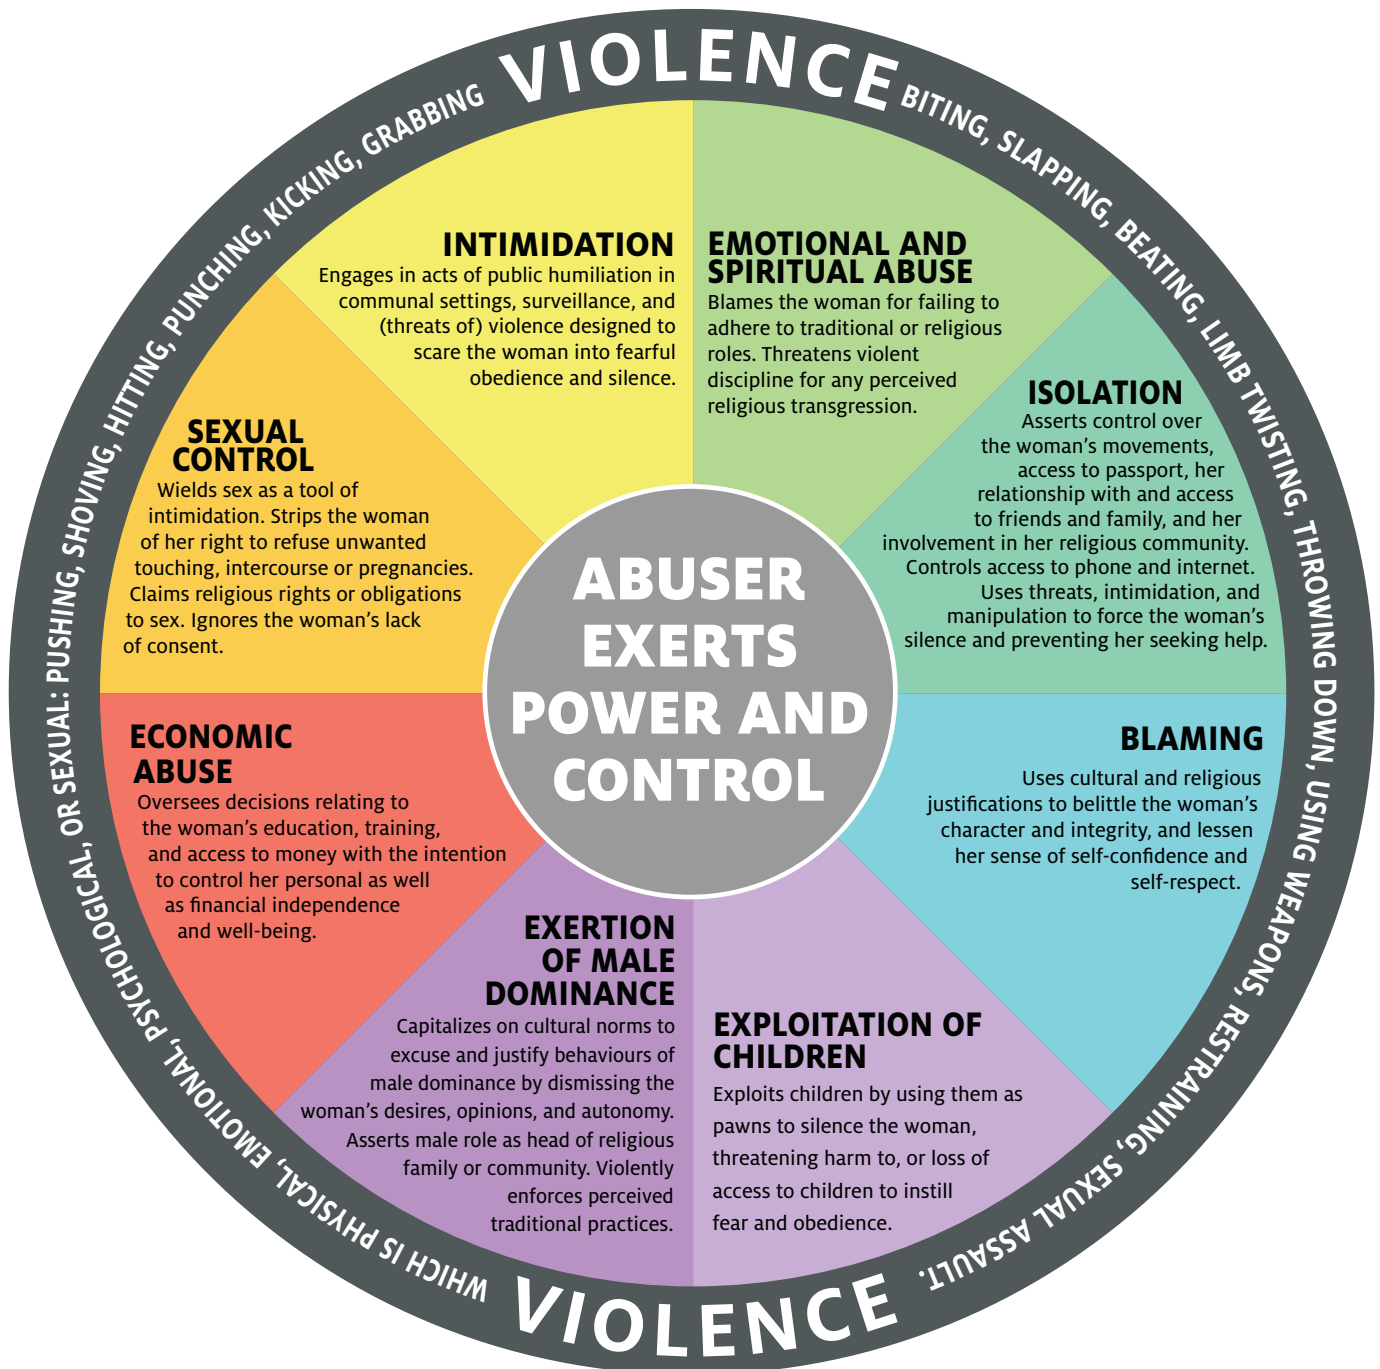 VIOLENCE
BITING, SLAPPING, BEATING, LIMB TWISTING, THROWING DOWN, USING WEAPONS, RESTRAINING, SEXUAL ASSAULT.
VIOLENCE
WHICH IS PHYSICAL, EMOTIONAL, PSYCHOLOGICAL, OR SEXUAL: PUSHING, SHOVING, HITTING, PUNCHING, KICKING, GRABBING
ABUSER
EXERTS
POWER AND
CONTROL
EMOTIONAL AND
SPIRITUAL ABUSE
Blames the woman for failing to
adhere to traditional or religious
roles. Threatens violent
discipline for any perceived
religious transgression.
ISOLATION
Asserts control over
the woman's movements,
access to passport, her
relationship with and access
to friends and family, and her
involvement in her religious community.
Controls access to phone and internet.
Uses threats, intimidation, and
manipulation to force the woman's
silence and preventing her seeking help.
BLAMING
Uses cultural and religious
justifications to belittle the woman's
character and integrity, and lessen
her sense of self-confidence and
self-respect.
EXPLOITATION OF
CHILDREN
Exploits children by using them as
pawns to silence the woman,
threatening harm to, or loss of
access to children to instill
fear and obedience.
EXERTION
OF MALE
DOMINANCE
Capitalizes on cultural norms to
excuse and justify behaviours of
male dominance by dismissing the
woman's desires, opinions, and autonomy.
Asserts male role as head of religious
family or community. Violently
enforces perceived
traditional practices.
ECONOMIC
ABUSE
Oversees decisions relating to
the woman's education, training,
and access to money with the intention
to control her personal as well
as financial independence
and well-being.
SEXUAL
CONTROL
Wields sex as a tool of
intimidation. Strips the woman
of her right to refuse unwanted
touching, intercourse or pregnancies.
Claims religious rights or obligations
to sex. Ignores the woman's lack
of consent.
INTIMIDATION
Engages in acts of public humiliation in
communal settings, surveillance, and
(threats of) violence designed to
scare the woman into fearful
obedience and silence.